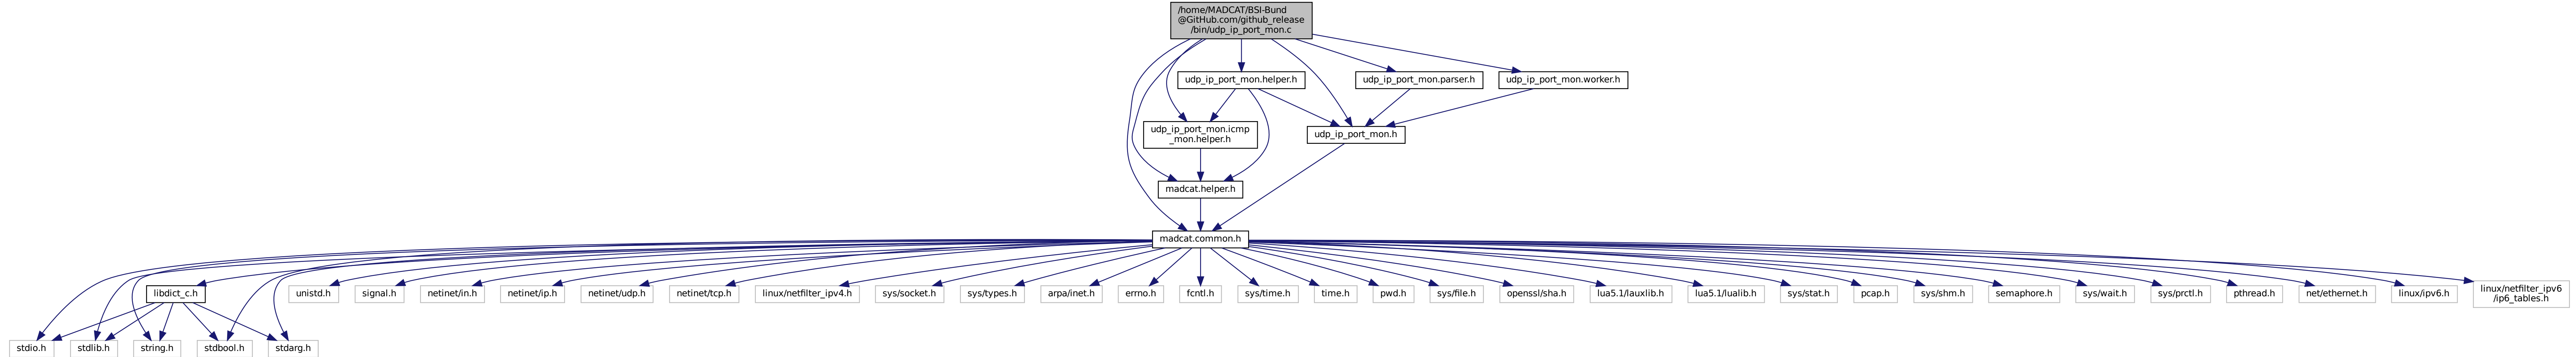 /home/MADCAT/BSI-Bund
@GitHub.com/github_release
/bin/udp_ip_port_mon.c
udp_ip_port_mon.helper.h
udp_ip_port_mon.parser.h
udp_ip_port_mon.worker.h
udp_ip_port_mon.icmp
_mon.helper.h
udp_ip_port_mon.h
madcat.helper.h
madcat.common.h
libdict_c.h
unistd.h
signal.h
netinet/in.h
netinet/ip.h
netinet/udp.h
netinet/tcp.h
linux/netfilter_ipv4.h
sys/socket.h
sys/types.h
arpa/inet.h
errno.h
fcntl.h
sys/time.h
time.h
pwd.h
sys/file.h
openssl/sha.h
lua5.1/lauxlib.h
lua5.1/lualib.h
sys/stat.h
pcap.h
sys/shm.h
semaphore.h
sys/wait.h
sys/prctl.h
pthread.h
net/ethernet.h
linux/ipv6.h
linux/netfilter_ipv6
/ip6_tables.h
stdio.h
stdlib.h
string.h
stdbool.h
stdarg.h